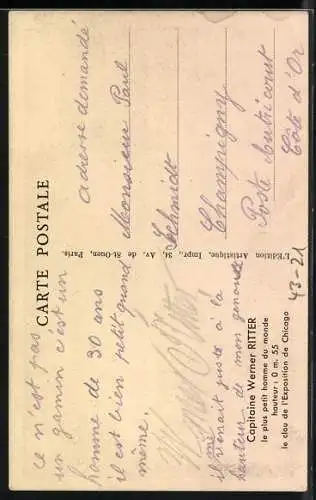 CARTE POSTALE
ce n'est pas
un gamin c'est un
homme de 30 ans
il est bien petit quand
même.
il venait juste à la
hauteur de mon genou
adresse demandé
Monsieur Paul
Schmidt
Champigny
Poste Autricourt
Côte d'Or
L'Edition Artistique, Impr., 34, Av. de St-Ouen, Paris.
Capitaine Werner RITTER
le plus petit homme du monde
hauteur : 0 m. 55
le clou de l'Exposition de Chicago
43-21